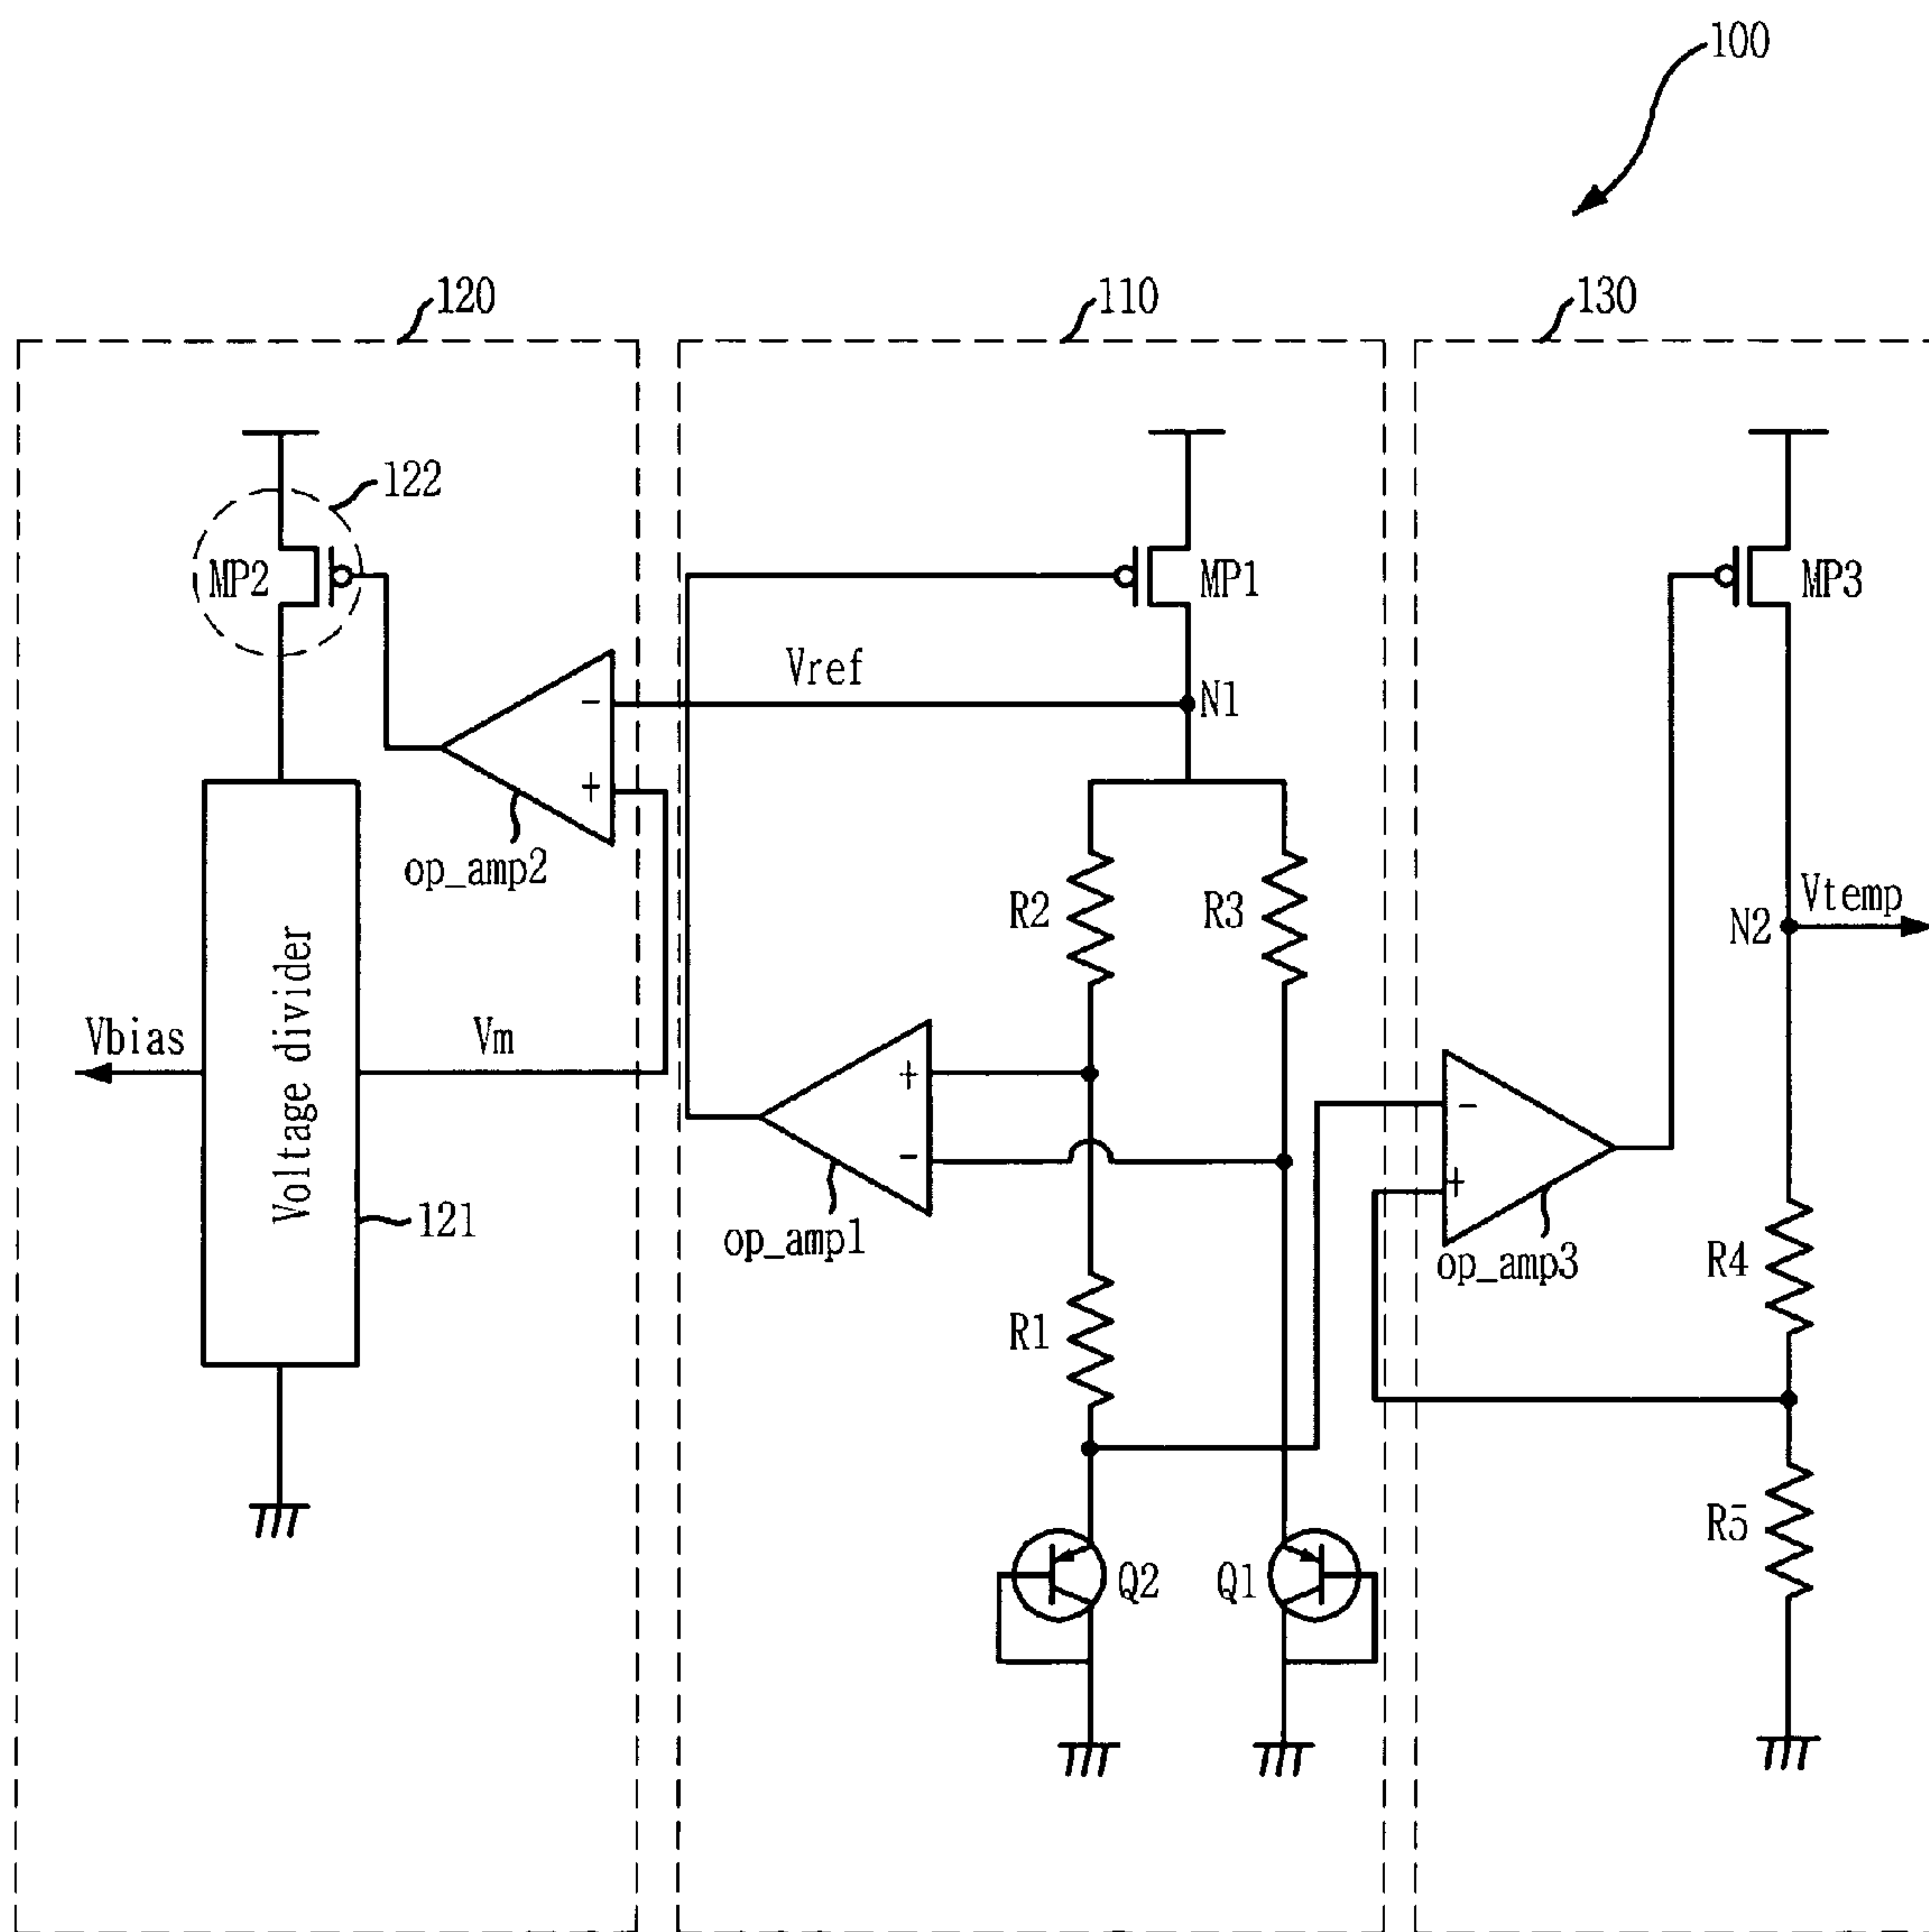 100
120
110
130
122
MP2
MP1
MP3
Vref
N1
-
+
op_amp2
R2
R3
Vtemp
N2
Vbias
Voltage divider
Vm
+
-
-
+
121
op_amp1
op_amp3
R4
R1
R5
Q2
Q1